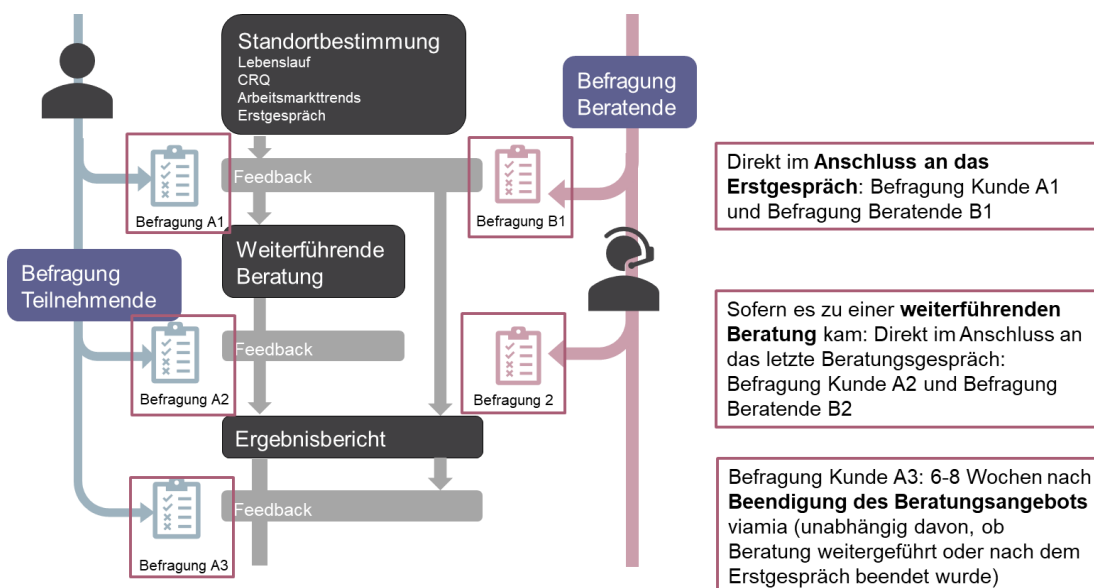 Standortbestimmung
Lebenslauf
CRQ
Arbeitsmarkttrends
Erstgespräch
Befragung
Beratende
Feedback
Befragung A1
Befragung B1
Direkt im Anschluss an das
Erstgespräch: Befragung Kunde A1
und Befragung Beratende B1
Weiterführende
Beratung
Befragung
Teilnehmende
Feedback
Befragung A2
Befragung 2
Sofern es zu einer weiterführenden
Beratung kam: Direkt im Anschluss an
das letzte Beratungsgespräch:
Befragung Kunde A2 und Befragung
Beratende B2
Ergebnisbericht
Feedback
Befragung A3
Befragung Kunde A3: 6-8 Wochen nach
Beendigung des Beratungsangebots
viamia (unabhängig davon, ob
Beratung weitergeführt oder nach dem
Erstgespräch beendet wurde)